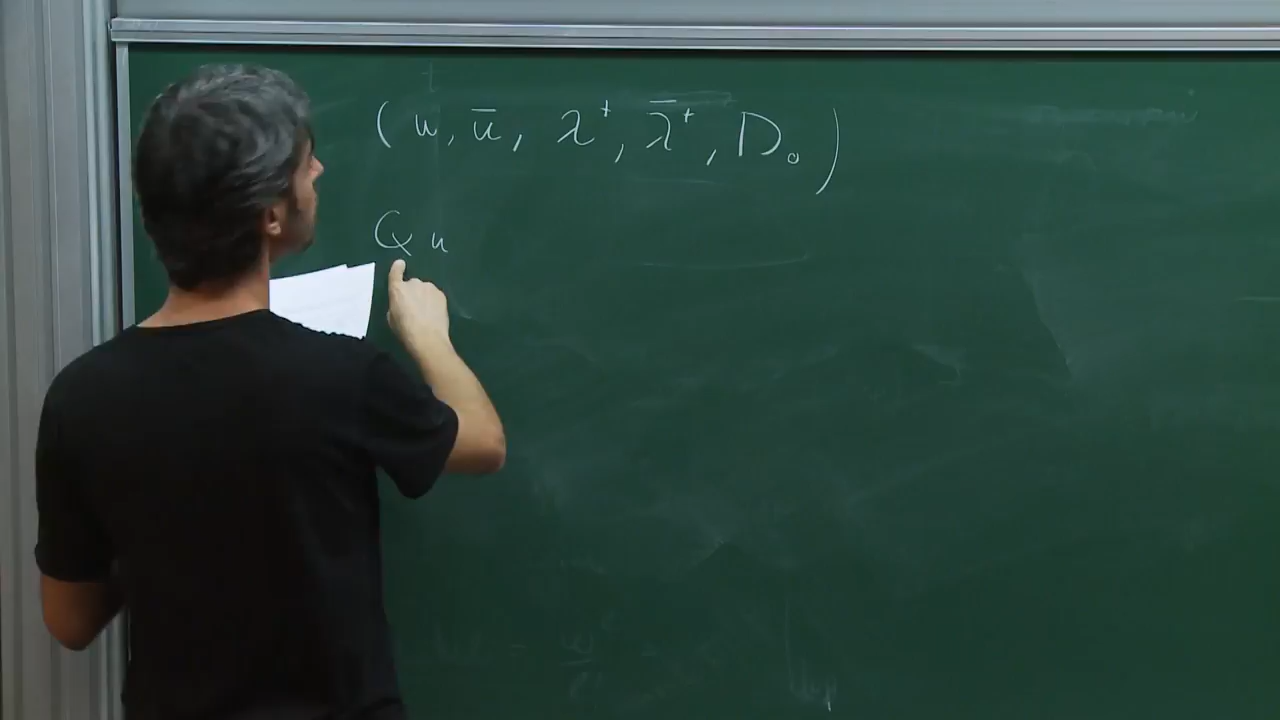 ( u, ū, λ⁺, λ̄⁺, D₀ )
Q u